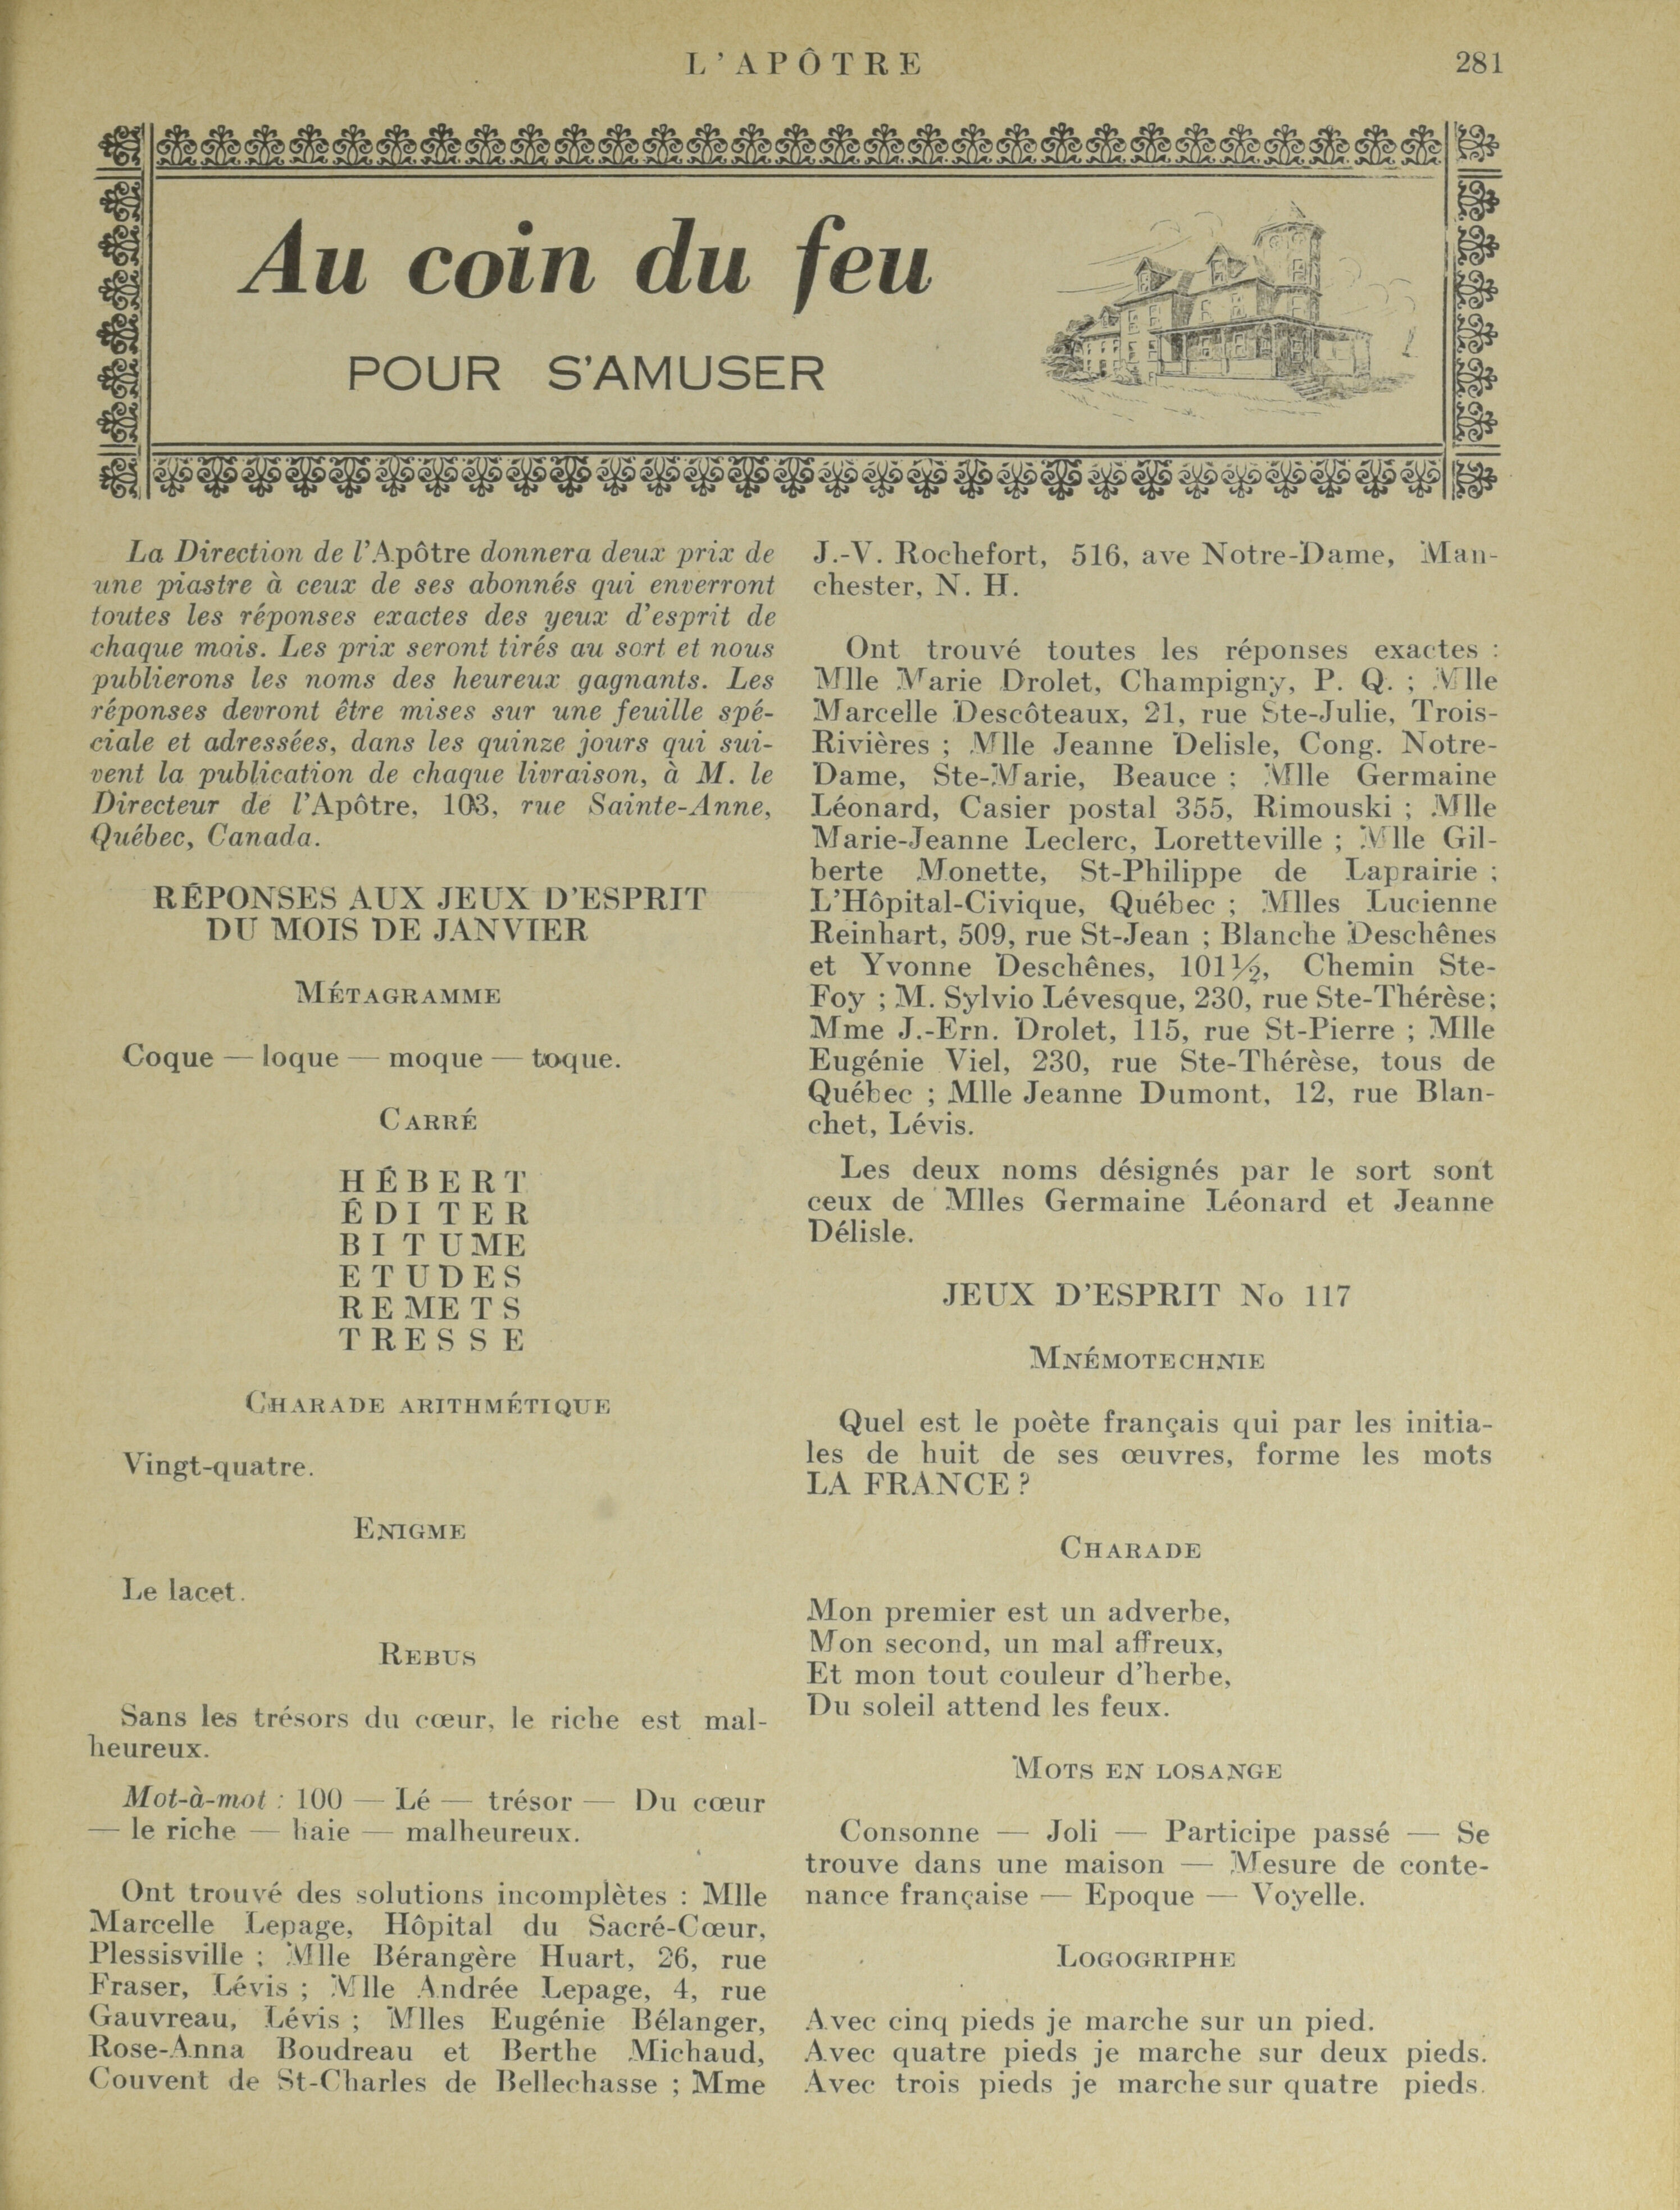 L'APÔTRE
281
Au coin du feu
POUR S'AMUSER
La Direction de l'Apôtre donnera deux prix de
une piastre à ceux de ses abonnés qui enverront
toutes les réponses exactes des yeux d'esprit de
chaque mois. Les prix seront tirés au sort et nous
publierons les noms des heureux gagnants. Les
réponses devront être mises sur une feuille spé-
ciale et adressées, dans les quinze jours qui sui-
vent la publication de chaque livraison, à M. le
Directeur de l'Apôtre, 103, rue Sainte-Anne,
Québec, Canada.
RÉPONSES AUX JEUX D'ESPRIT
DU MOIS DE JANVIER
MÉTAGRAMME
Coque — loque — moque — toque.
CARRÉ
HÉBERT
ÉDITER
BITUME
ETUDES
REMETS
TRESSE
CHARADE ARITHMÉTIQUE
Vingt-quatre.
ENIGME
Le lacet.
REBUS
Sans les trésors du cœur, le riche est mal-
heureux.
Mot-à-mot : 100 — Lé — trésor — Du cœur
— le riche — haie — malheureux.
Ont trouvé des solutions incomplètes : Mlle
Marcelle Lepage, Hôpital du Sacré-Cœur,
Plessisville ; Mlle Bérangère Huart, 26, rue
Fraser, Lévis ; Mlle Andrée Lepage, 4, rue
Gauvreau, Lévis ; Mlles Eugénie Bélanger,
Rose-Anna Boudreau et Berthe Michaud,
Couvent de St-Charles de Bellechasse ; Mme
J.-V. Rochefort, 516, ave Notre-Dame, Man-
chester, N. H.
Ont trouvé toutes les réponses exactes :
Mlle Marie Drolet, Champigny, P. Q. ; Mlle
Marcelle Descôteaux, 21, rue Ste-Julie, Trois-
Rivières ; Mlle Jeanne Delisle, Cong. Notre-
Dame, Ste-Marie, Beauce ; Mlle Germaine
Léonard, Casier postal 355, Rimouski ; Mlle
Marie-Jeanne Leclerc, Loretteville ; Mlle Gil-
berte Monette, St-Philippe de Laprairie ;
L'Hôpital-Civique, Québec ; Mlles Lucienne
Reinhart, 509, rue St-Jean ; Blanche Deschênes
et Yvonne Deschênes, 101½, Chemin Ste-
Foy ; M. Sylvio Lévesque, 230, rue Ste-Thérèse;
Mme J.-Ern. Drolet, 115, rue St-Pierre ; Mlle
Eugénie Viel, 230, rue Ste-Thérèse, tous de
Québec ; Mlle Jeanne Dumont, 12, rue Blan-
chet, Lévis.
Les deux noms désignés par le sort sont
ceux de Mlles Germaine Léonard et Jeanne
Délisle.
JEUX D'ESPRIT No 117
MNÉMOTECHNIE
Quel est le poète français qui par les initia-
les de huit de ses œuvres, forme les mots
LA FRANCE ?
CHARADE
Mon premier est un adverbe,
Mon second, un mal affreux,
Et mon tout couleur d'herbe,
Du soleil attend les feux.
MOTS EN LOSANGE
Consonne — Joli — Participe passé — Se
trouve dans une maison — Mesure de conte-
nance française — Epoque — Voyelle.
LOGOGRIPHE
Avec cinq pieds je marche sur un pied.
Avec quatre pieds je marche sur deux pieds.
Avec trois pieds je marche sur quatre pieds.